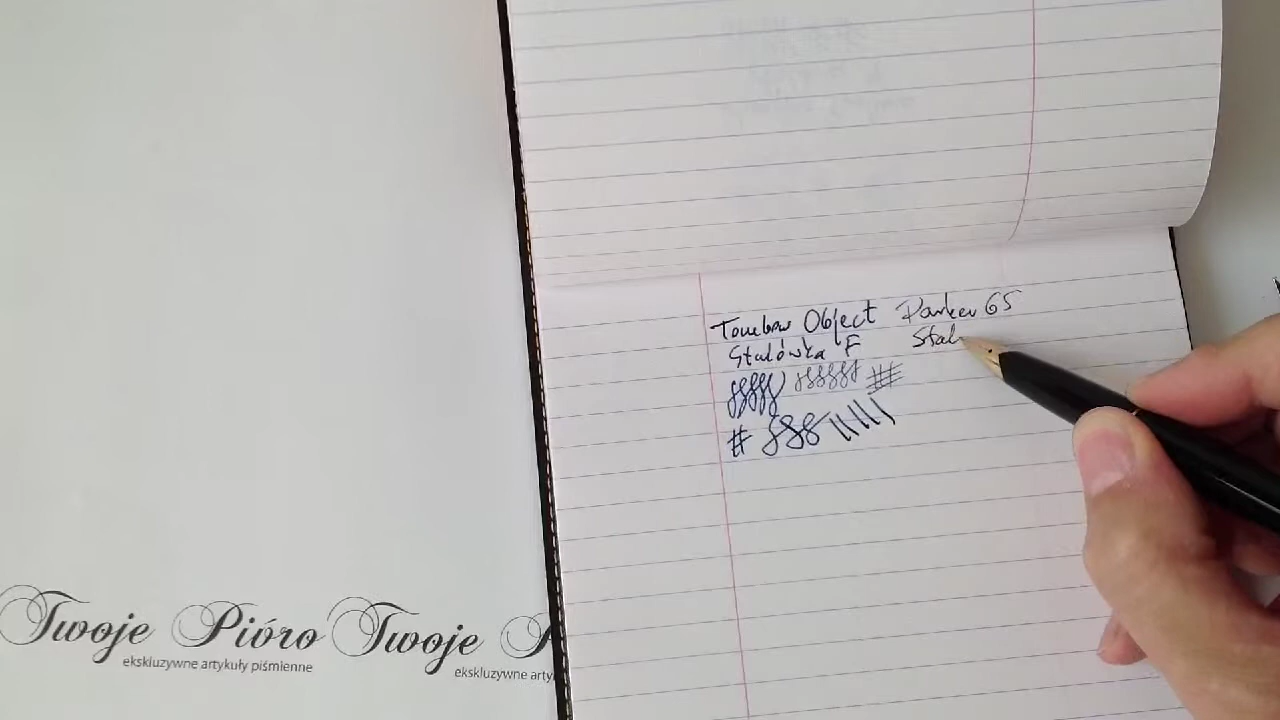 Tombow Object
Stalówka F
Parker 65
Stal
Twoje Pióro Twoje P
ekskluzywne artykuły piśmienne
ekskluzywne arty